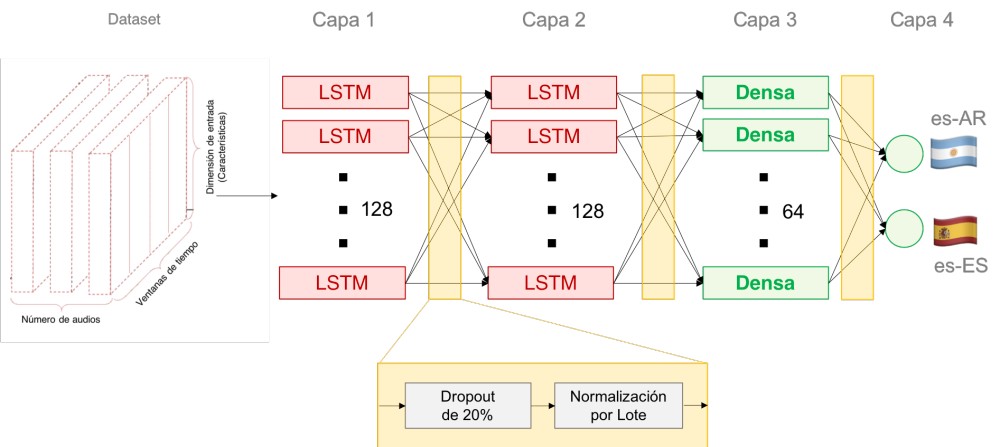 Dataset
Capa 1
Capa 2
Capa 3
Capa 4
LSTM
LSTM
Densa
LSTM
LSTM
Densa
es-AR
Dimensión de entrada
(Características)
128
128
64
es-ES
LSTM
LSTM
Densa
Ventanas de tiempo
Número de audios
Dropout
de 20%
Normalización
por Lote